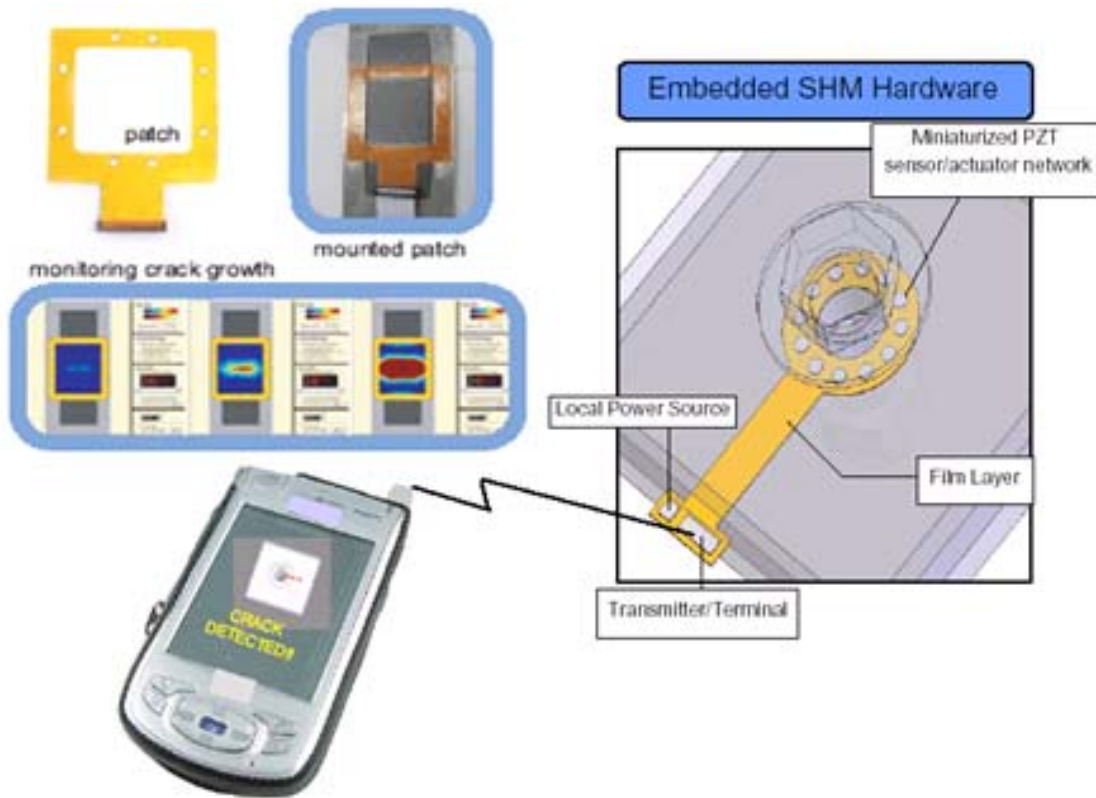 patch
mounted patch
monitoring crack growth
Embedded SHM Hardware
Miniaturized PZT
sensor/actuator network
Local Power Source
Film Layer
Transmitter/Terminal
CRACK
DETECTED!!